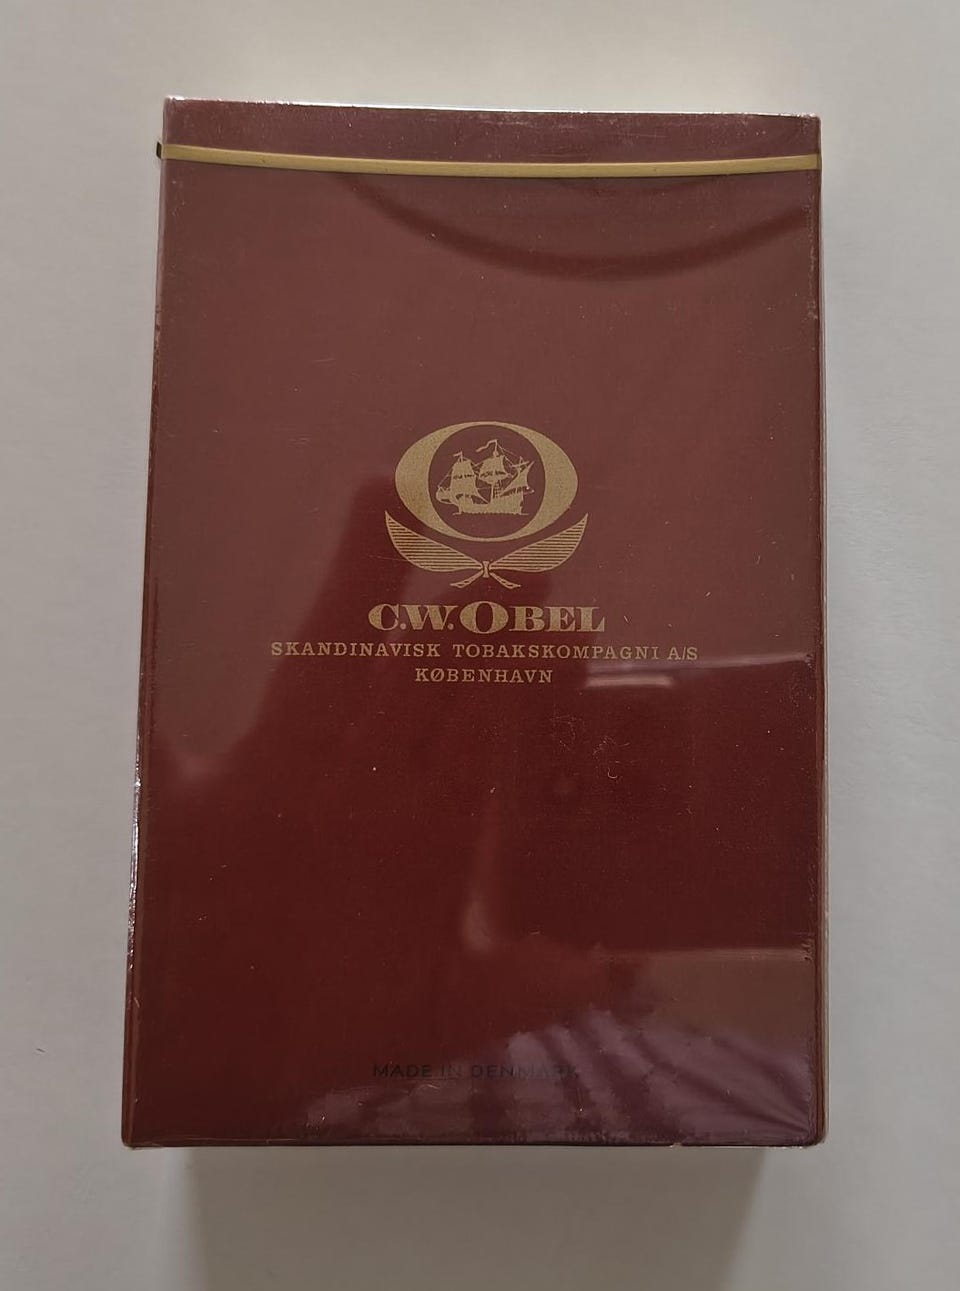 C.W.OBEL
SKANDINAVISK TOBAKSKOMPAGNI A/S
KØBENHAVN
MADE IN DENMARK